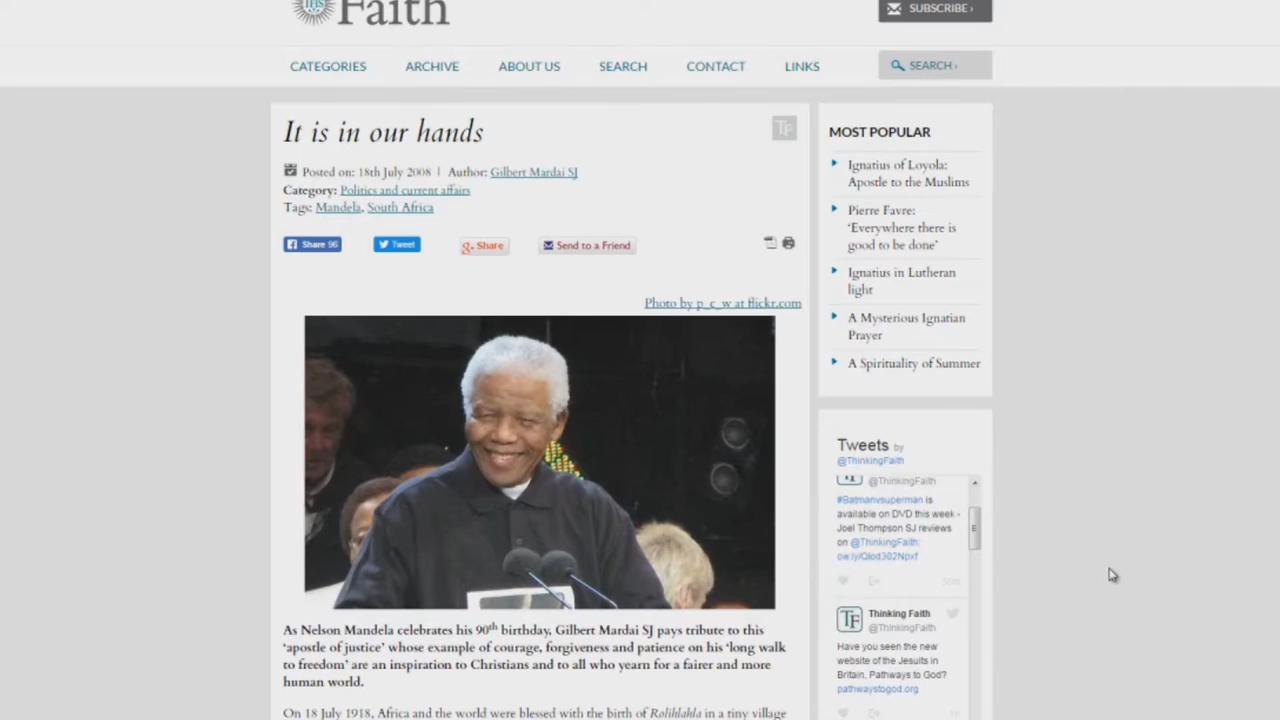 IHS
Faith
SUBSCRIBE ›
CATEGORIES ARCHIVE ABOUT US SEARCH CONTACT LINKS SEARCH ›
It is in our hands
TF
Posted on: 18th July 2008 | Author: Gilbert Mardai SJ
Category: Politics and current affairs
Tags: Mandela, South Africa
Share 96 Tweet Share Send to a Friend
Photo by p_c_w at flickr.com
As Nelson Mandela celebrates his 90th birthday, Gilbert Mardai SJ pays tribute to this
‘apostle of justice’ whose example of courage, forgiveness and patience on his ‘long walk
to freedom’ are an inspiration to Christians and to all who yearn for a fairer and more
human world.
On 18 July 1918, Africa and the world were blessed with the birth of Rolihlahla in a tiny village
MOST POPULAR
Ignatius of Loyola:
Apostle to the Muslims
Pierre Favre:
‘Everywhere there is
good to be done’
Ignatius in Lutheran
light
A Mysterious Ignatian
Prayer
A Spirituality of Summer
Tweets by
@ThinkingFaith
@ThinkingFaith
#Batmanvsuperman is
available on DVD this week -
Joel Thompson SJ reviews
on @ThinkingFaith:
TF Thinking Faith
@ThinkingFaith
Have you seen the new
website of the Jesuits in
Britain, Pathways to God?
pathwaystogod.org